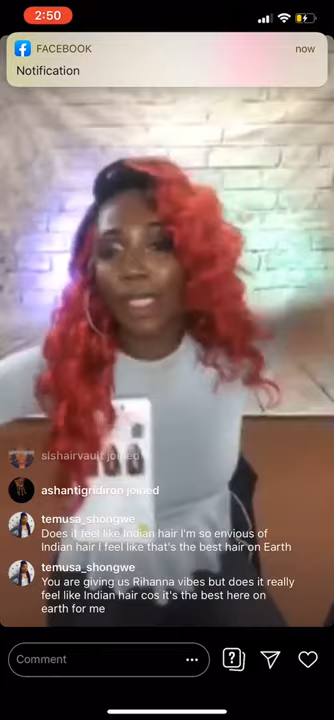 2:50
FACEBOOK
now
Notification
slshairvault joined
ashantigridiron joined
temusa_shongwe
Does it feel like Indian hair I'm so envious of
Indian hair I feel like that's the best hair on Earth
temusa_shongwe
You are giving us Rihanna vibes but does it really
feel like Indian hair cos it's the best here on
earth for me
Comment